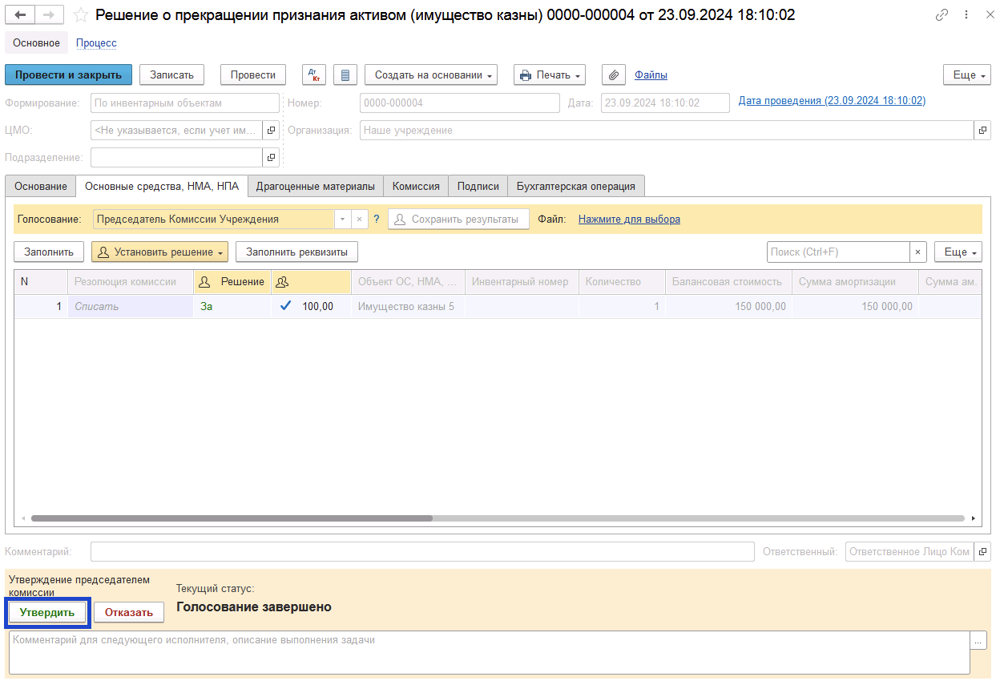 Решение о прекращении признания активом (имущество казны) 0000-000004 от 23.09.2024 18:10:02
Основное Процесс
Провести и закрыть Записать Провести Дт Кт Создать на основании Печать Файлы Еще
Формирование: По инвентарным объектам Номер: 0000-000004 Дата: 23.09.2024 18:10:02 Дата проведения (23.09.2024 18:10:02)
ЦМО: <Не указывается, если учет им... Организация: Наше учреждение
Подразделение:
Основание Основные средства, НМА, НПА Драгоценные материалы Комиссия Подписи Бухгалтерская операция
Голосование: Председатель Комиссии Учреждения × ? Сохранить результаты Файл: Нажмите для выбора
Заполнить Установить решение Заполнить реквизиты Поиск (Ctrl+F) × Еще
N Резолюция комиссии Решение Объект ОС, НМА, ... Инвентарный номер Количество Балансовая стоимость Сумма амортизации Сумма ам.
1 Списать За 100,00 Имущество казны 5 1 150 000,00 150 000,00
Комментарий: Ответственный: Ответственное Лицо Ком
Утверждение председателем
комиссии
Текущий статус:
Утвердить Отказать Голосование завершено
Комментарий для следующего исполнителя, описание выполнения задачи ...